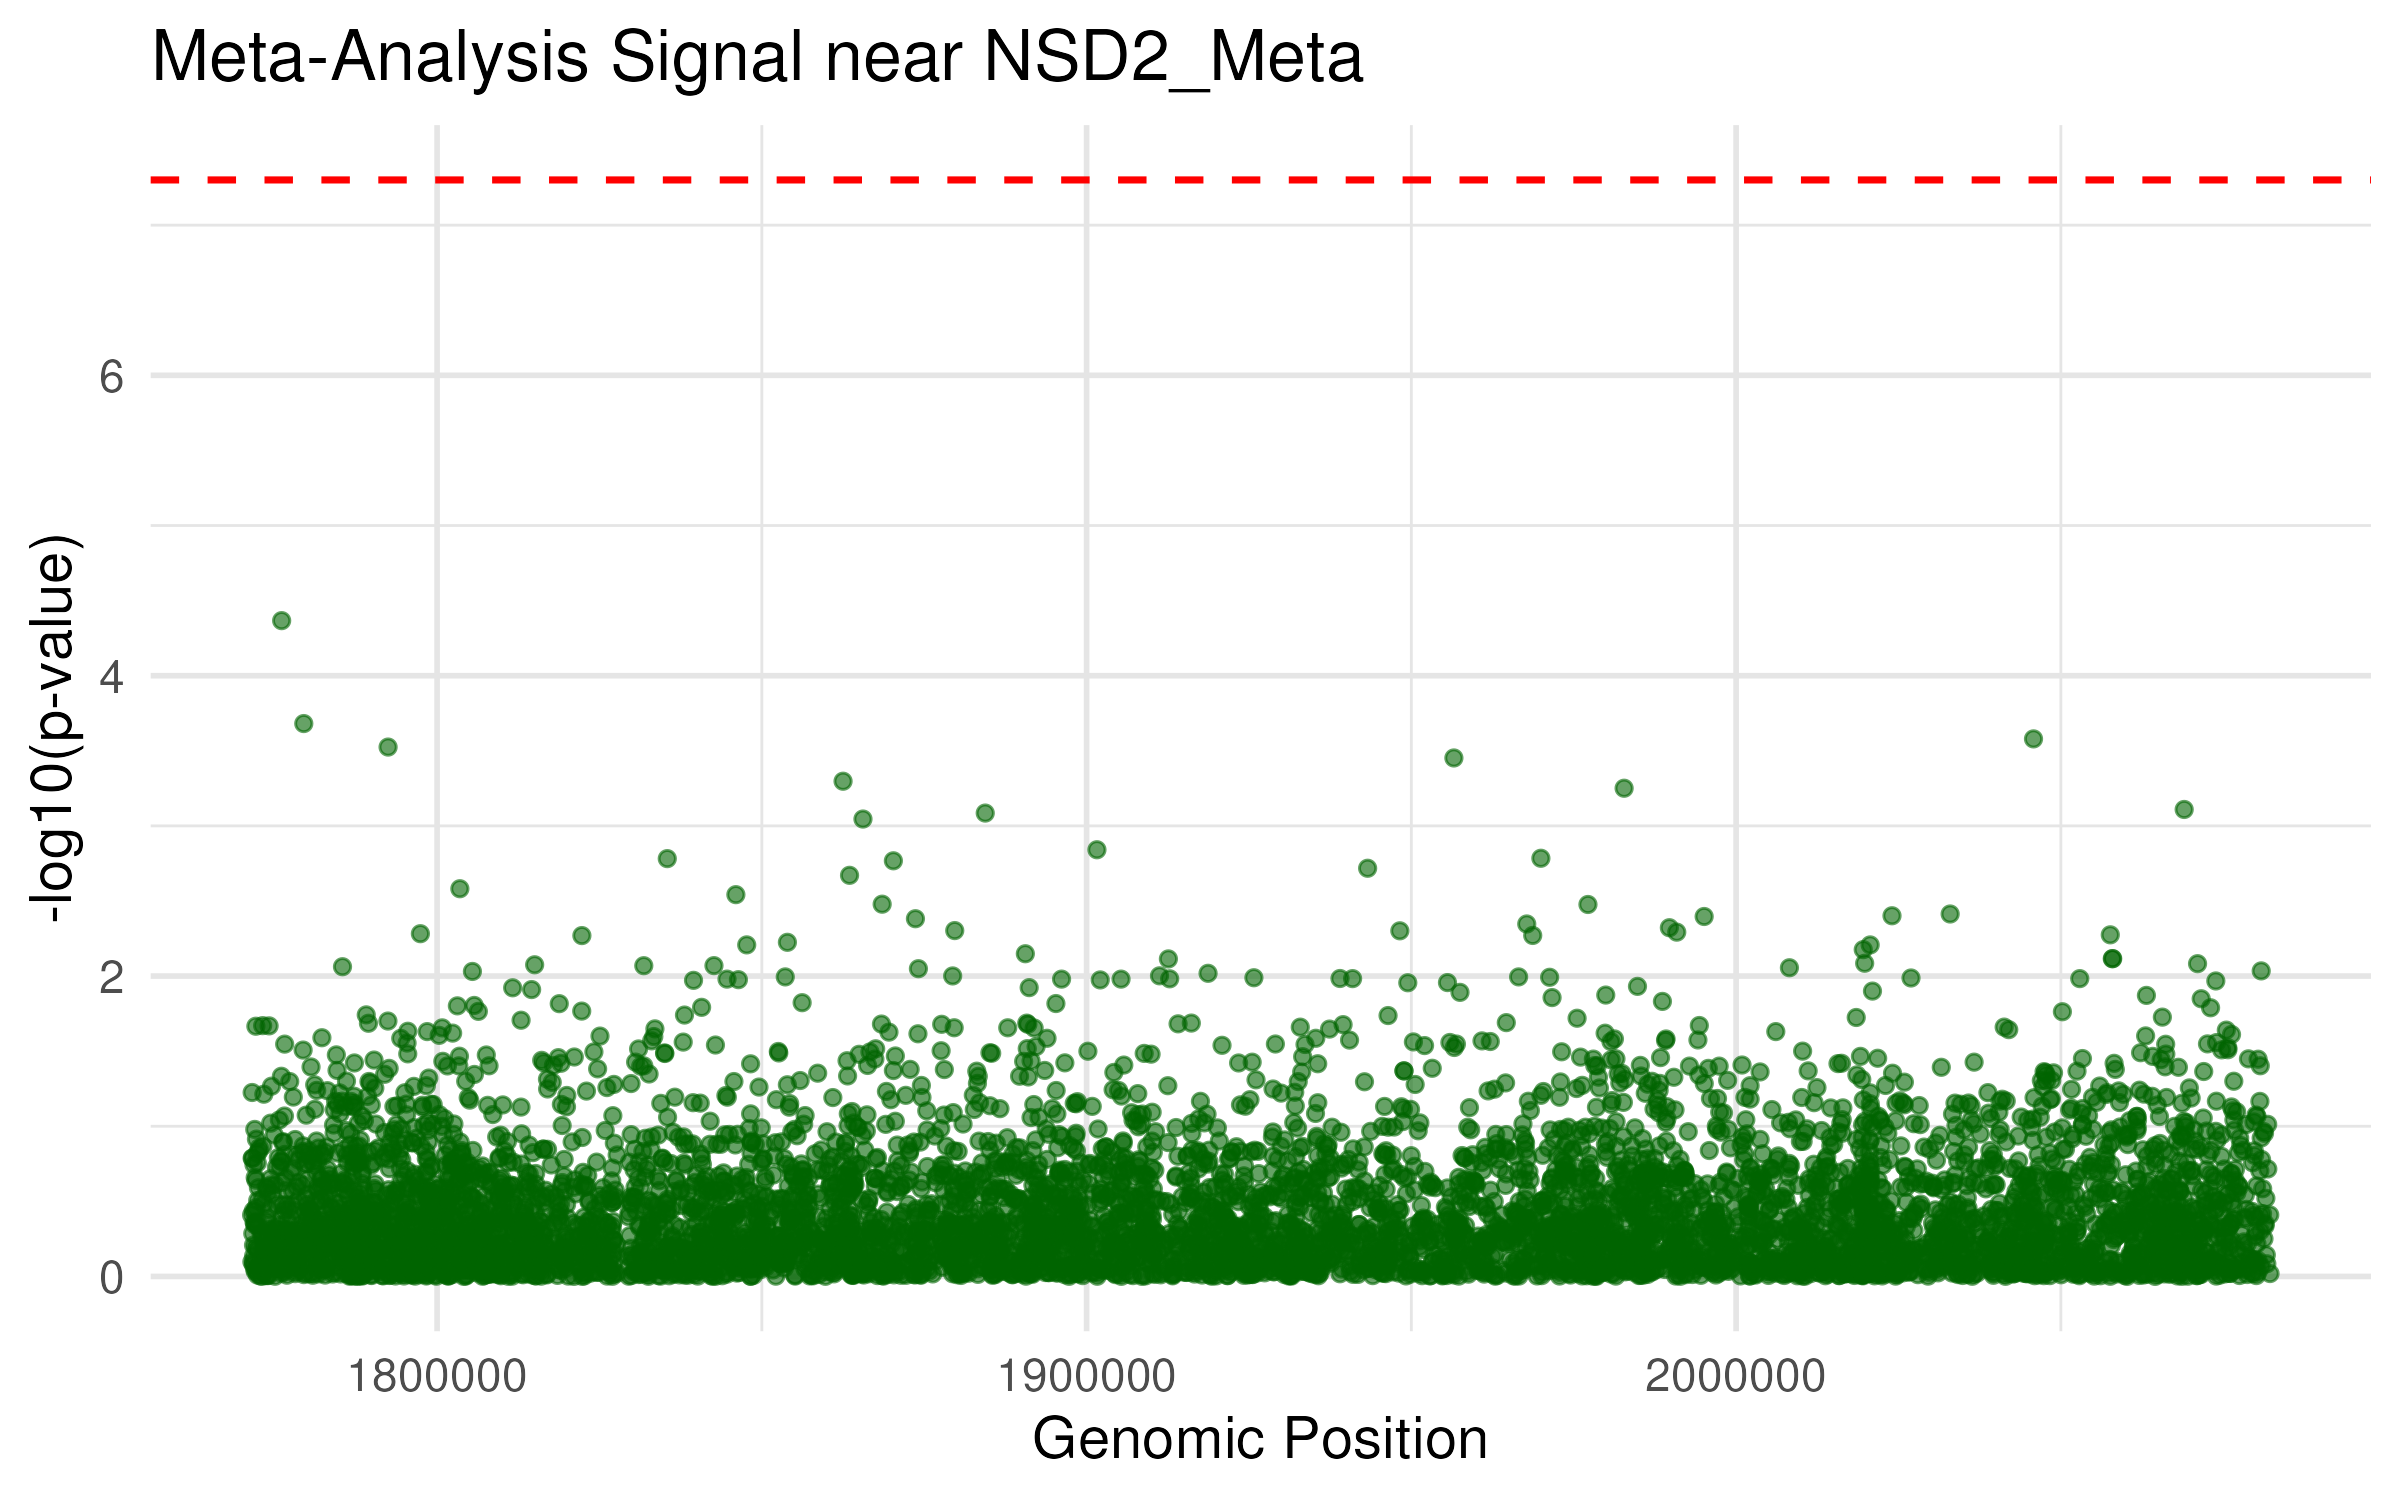 Meta-Analysis Signal near NSD2_Meta
-log10(p-value)
6
4
2
0
1800000 1900000 2000000
Genomic Position